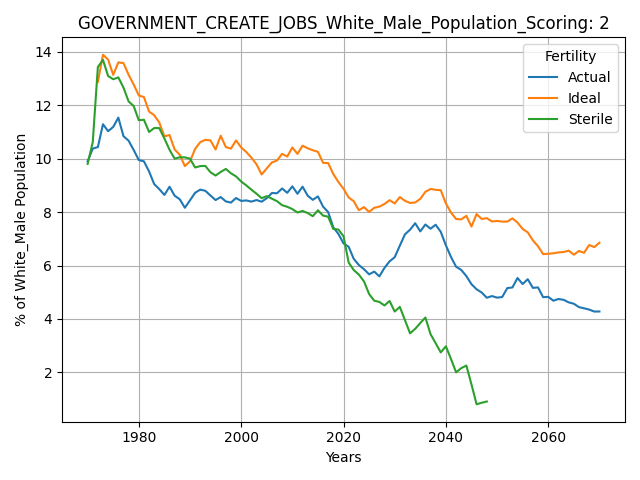 GOVERNMENT_CREATE_JOBS_White_Male_Population_Scoring: 2
Fertility
Actual
Ideal
Sterile
% of White_Male Population
14
12
10
8
6
4
2
1980
2000
2020
2040
2060
Years